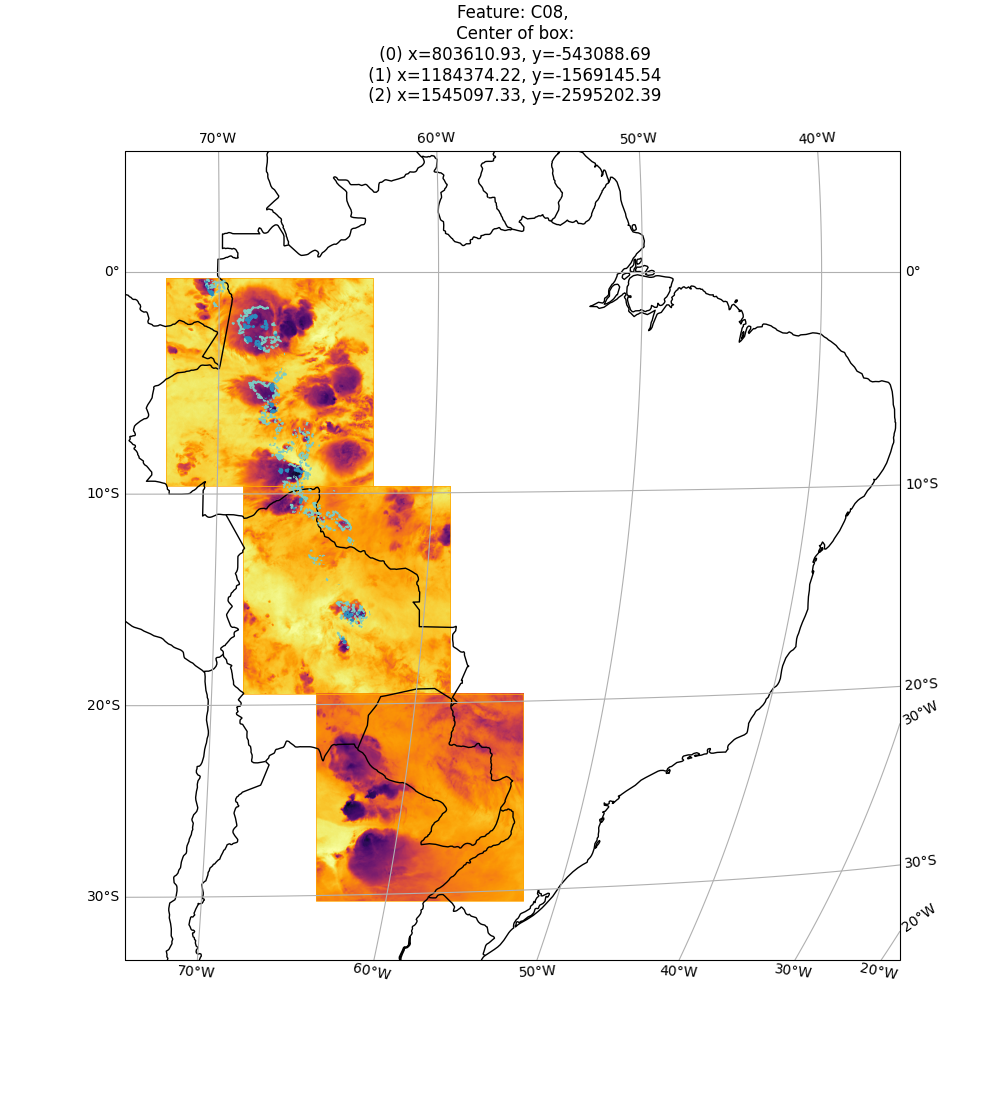 Feature: C08,
Center of box:
(0) x=803610.93, y=-543088.69
(1) x=1184374.22, y=-1569145.54
(2) x=1545097.33, y=-2595202.39
70°W 60°W 50°W 40°W
0° 0°
10°S 10°S
20°S 20°S
30°W
30°S 30°S
20°W
70°W 60°W 50°W 40°W 30°W 20°W